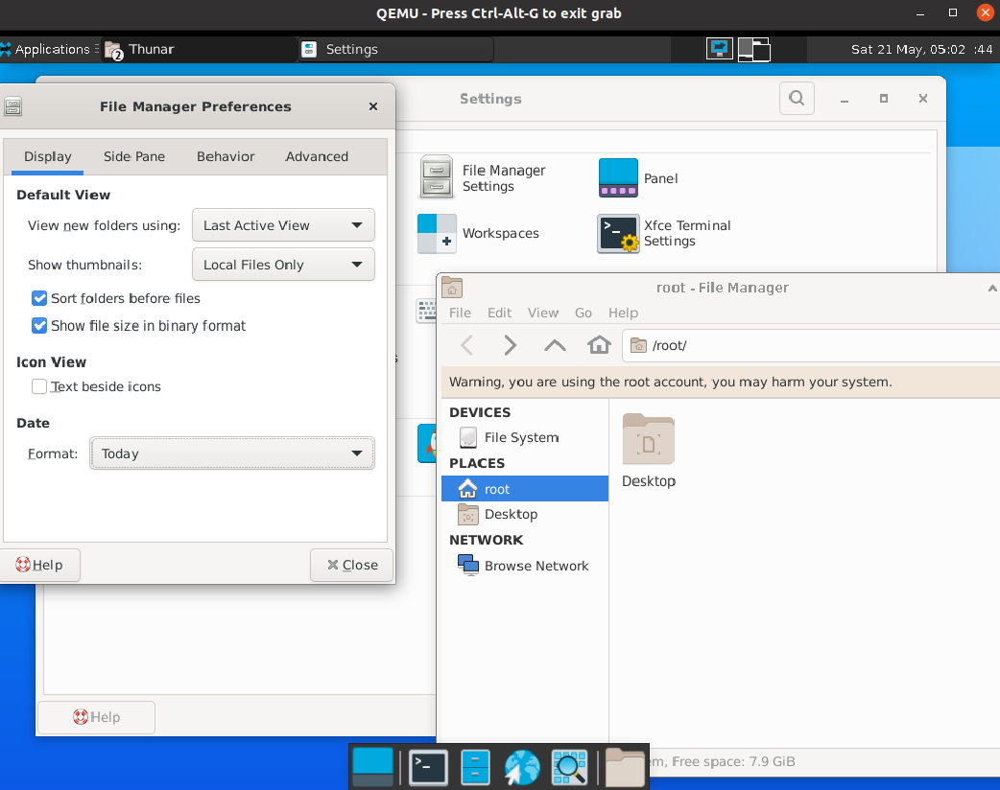 QEMU - Press Ctrl-Alt-G to exit grab
Applications
2 Thunar
Settings
Sat 21 May, 05:02 :44
Settings
File Manager Settings
Panel
Workspaces
Xfce Terminal Settings
s
Help
File Manager Preferences
Display Side Pane Behavior Advanced
Default View
View new folders using: Last Active View
Show thumbnails: Local Files Only
Sort folders before files
Show file size in binary format
Icon View
Text beside icons
Date
Format: Today
Help Close
root - File Manager
File Edit View Go Help
/root/
Warning, you are using the root account, you may harm your system.
DEVICES
File System
PLACES
root
Desktop
NETWORK
Browse Network
Desktop
em, Free space: 7.9 GiB